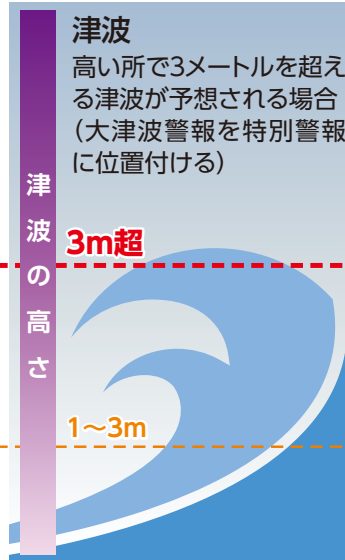 津波
高い所で3メートルを超え
る津波が予想される場合
（大津波警報を特別警報
に位置付ける）
津波の高さ
3m超
1〜3m